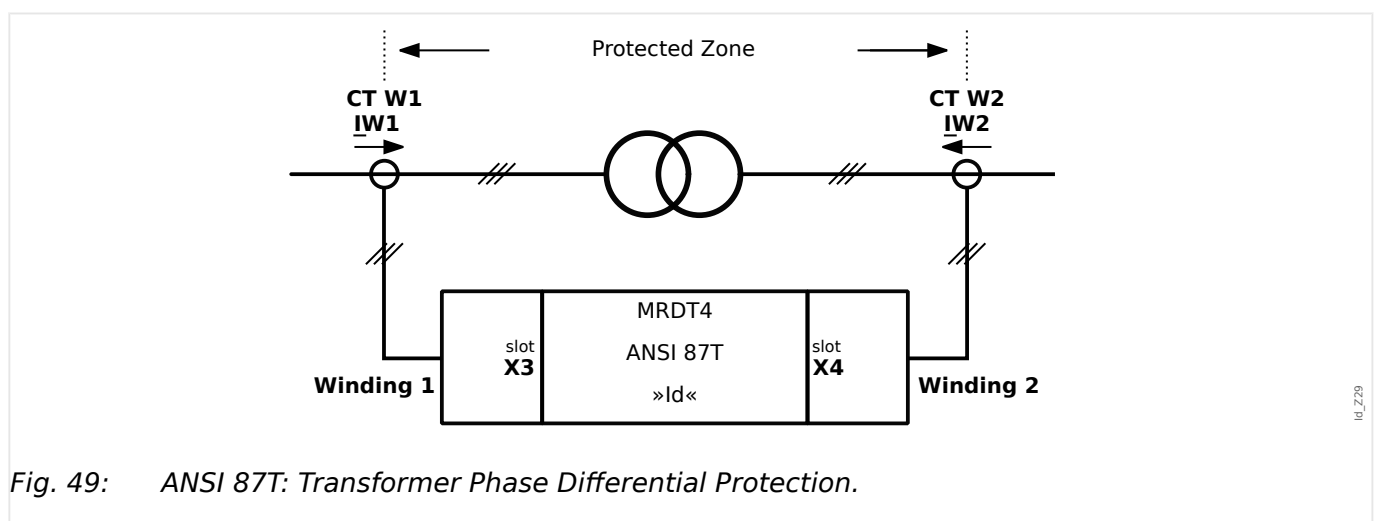 Protected Zone
CT W1
IW1
CT W2
IW2
MRDT4
ANSI 87T
»Id«
slot
X3
slot
X4
Winding 1
Winding 2
Id_Z29
Fig. 49: ANSI 87T: Transformer Phase Differential Protection.